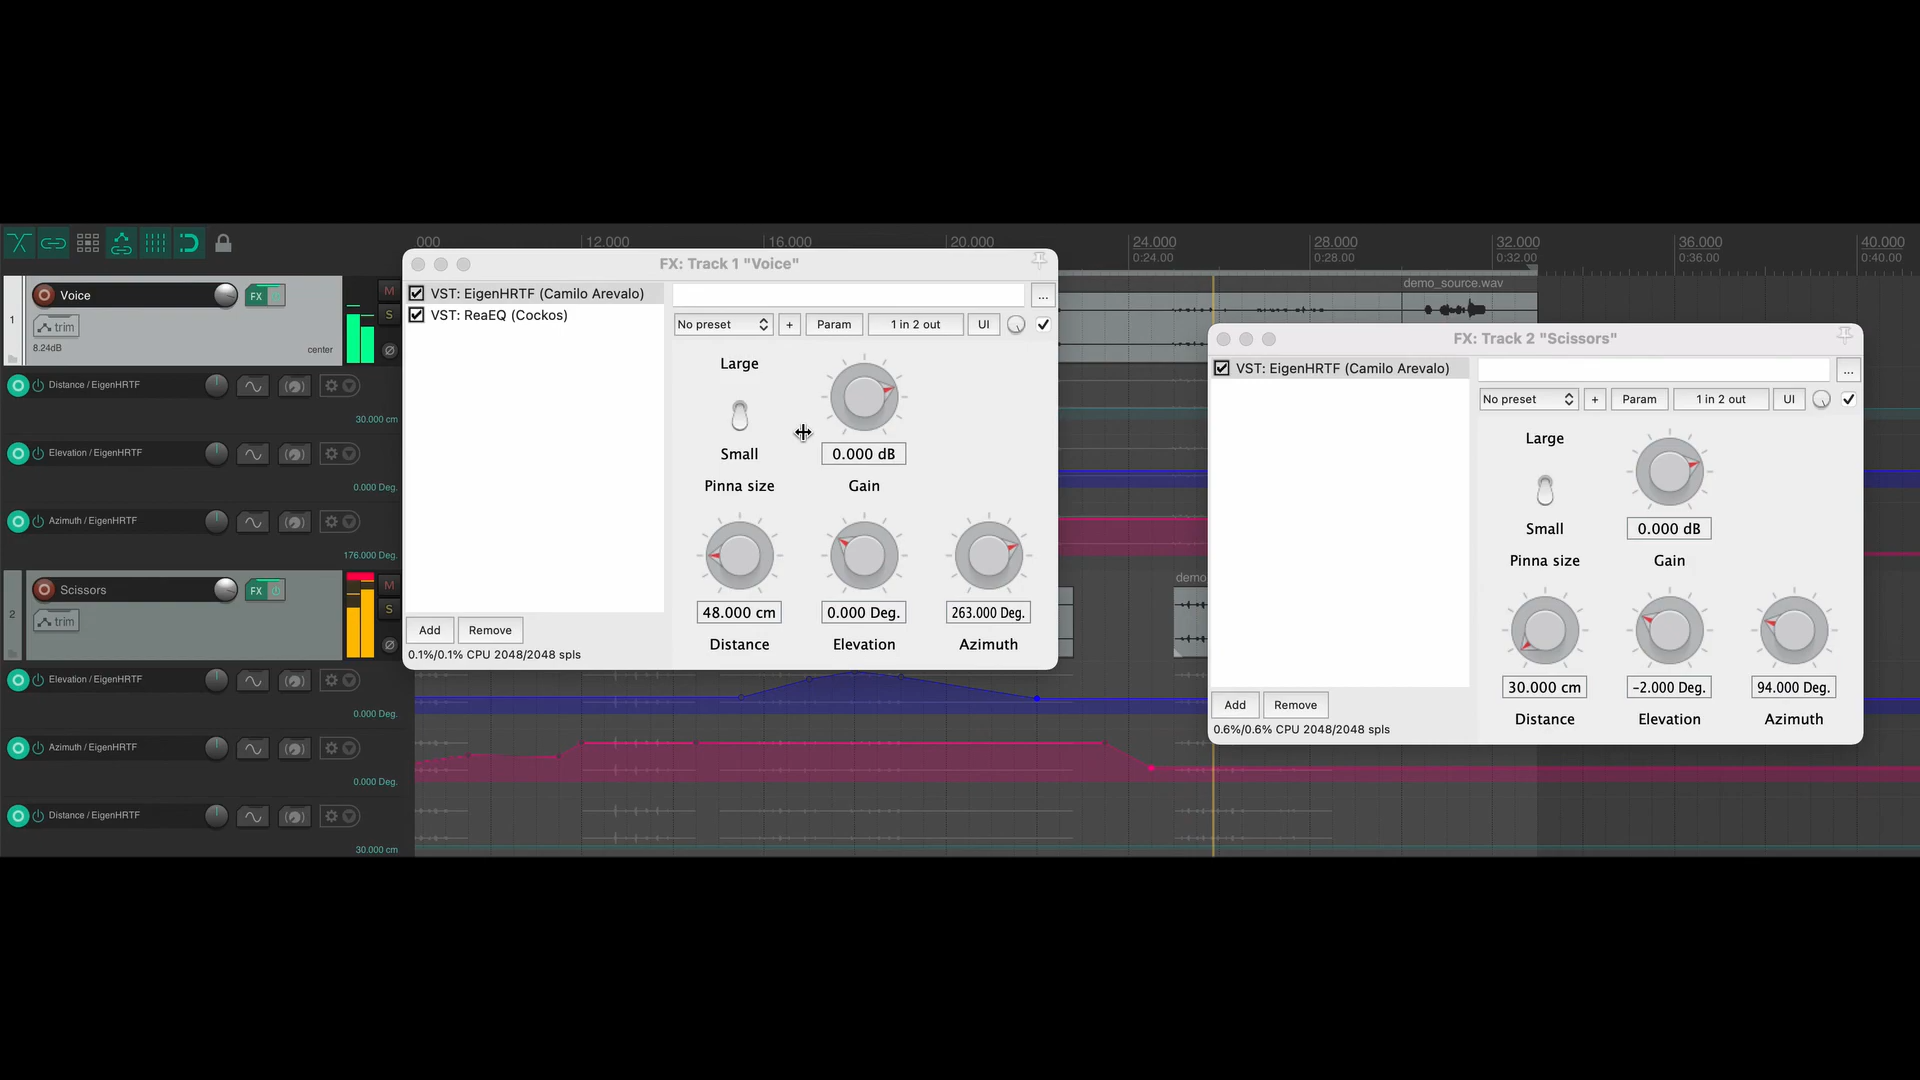 000
12.000
16.000
20.000
24.000
0:24.00
28.000
0:28.00
32.000
0:32.00
36.000
0:36.00
40.000
0:40.00
1
Voice
FX
M
S
trim
8.24dB
center
Distance / EigenHRTF
30.000 cm
Elevation / EigenHRTF
0.000 Deg.
Azimuth / EigenHRTF
176.000 Deg.
2
Scissors
FX
M
S
trim
Elevation / EigenHRTF
0.000 Deg.
Azimuth / EigenHRTF
0.000 Deg.
Distance / EigenHRTF
30.000 cm
FX: Track 1 "Voice"
VST: EigenHRTF (Camilo Arevalo)
VST: ReaEQ (Cockos)
...
No preset
+
Param
1 in 2 out
UI
Large
Small
Pinna size
0.000 dB
Gain
48.000 cm
Distance
0.000 Deg.
Elevation
263.000 Deg.
Azimuth
Add
Remove
0.1%/0.1% CPU 2048/2048 spls
demo_source.wav
demo
FX: Track 2 "Scissors"
VST: EigenHRTF (Camilo Arevalo)
...
No preset
+
Param
1 in 2 out
UI
Large
Small
Pinna size
0.000 dB
Gain
30.000 cm
Distance
-2.000 Deg.
Elevation
94.000 Deg.
Azimuth
Add
Remove
0.6%/0.6% CPU 2048/2048 spls